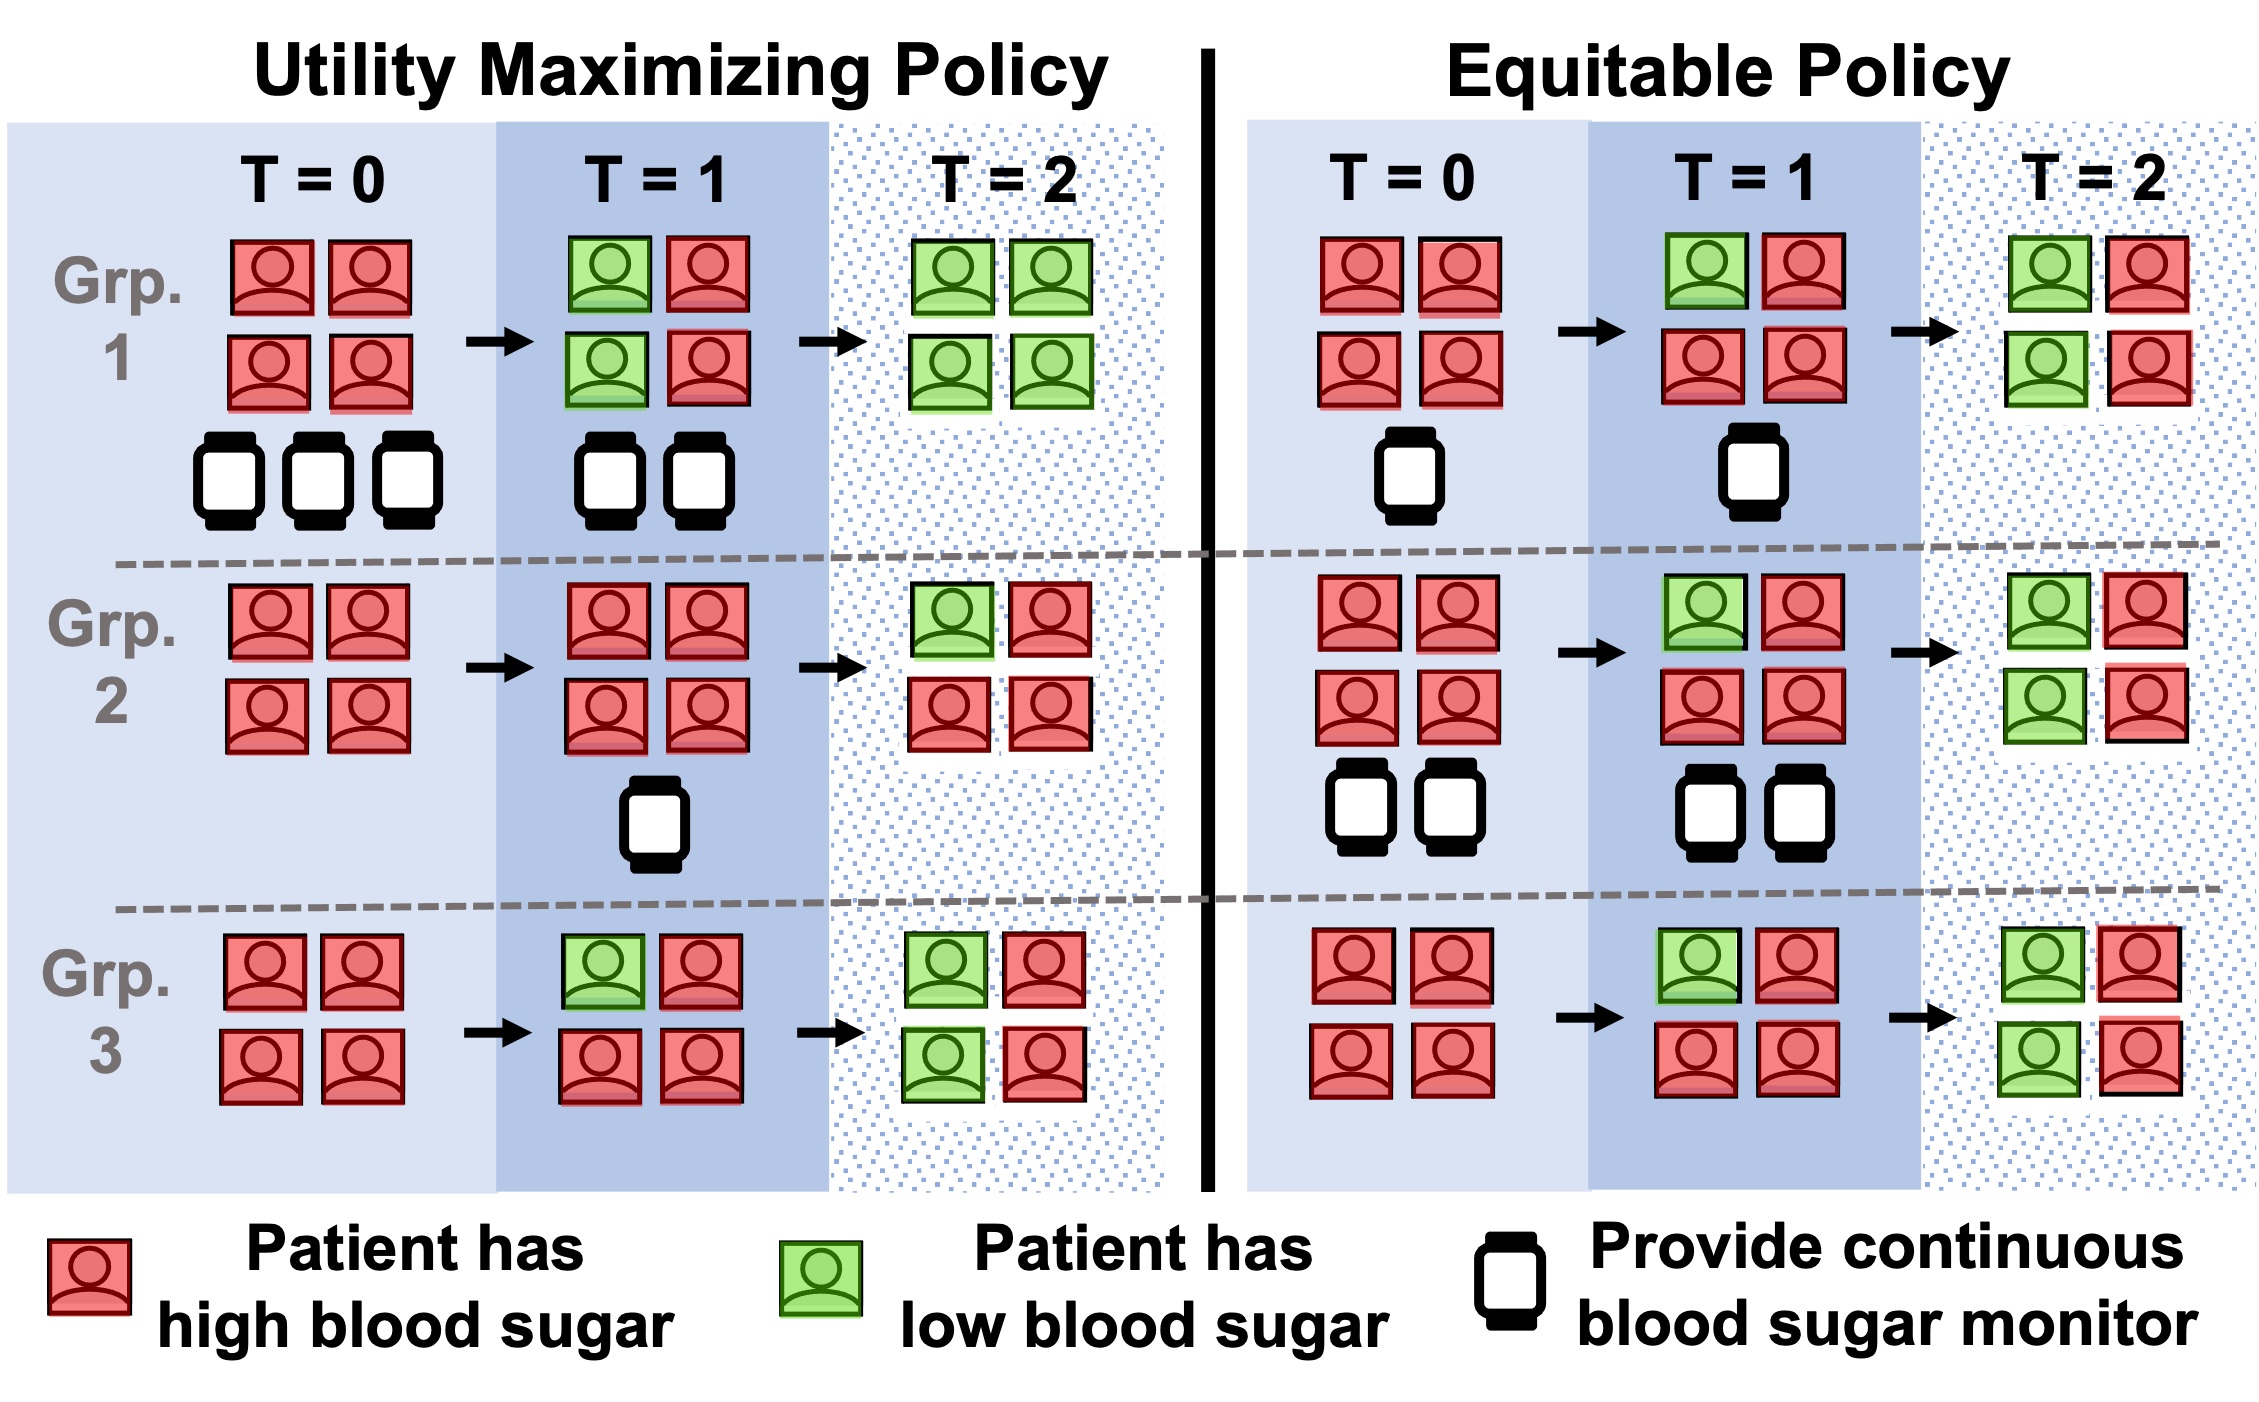 Utility Maximizing Policy
Equitable Policy
T = 0
T = 1
T = 2
T = 0
T = 1
T = 2
Grp.
1
Grp.
2
Grp.
3
Patient has
high blood sugar
Patient has
low blood sugar
Provide continuous
blood sugar monitor